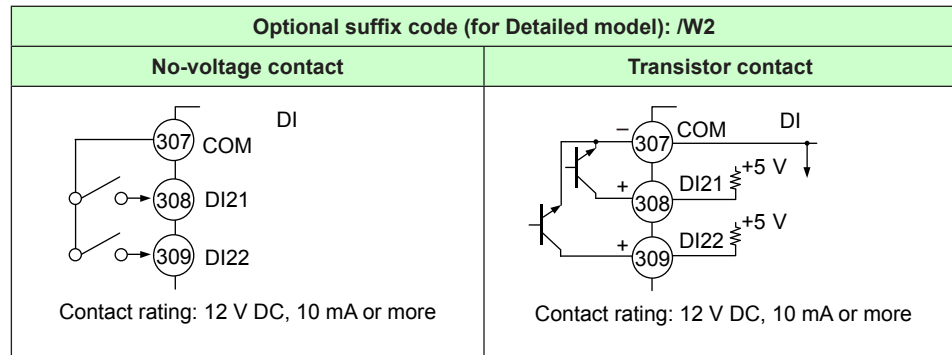 Optional suffix code (for Detailed model): /W2
No-voltage contact
Transistor contact
DI
307
COM
308
DI21
309
DI22
Contact rating: 12 V DC, 10 mA or more
–
307
COM
DI
+5 V
+
308
DI21
+5 V
+
309
DI22
Contact rating: 12 V DC, 10 mA or more